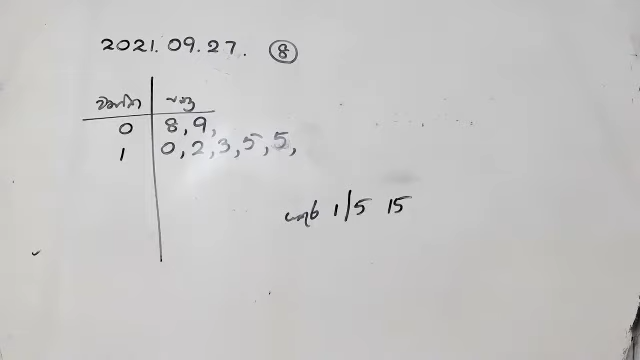 2021.09.27. ⑧
0 8, 9,
1 0, 2, 3, 5, 5,
1/5 15